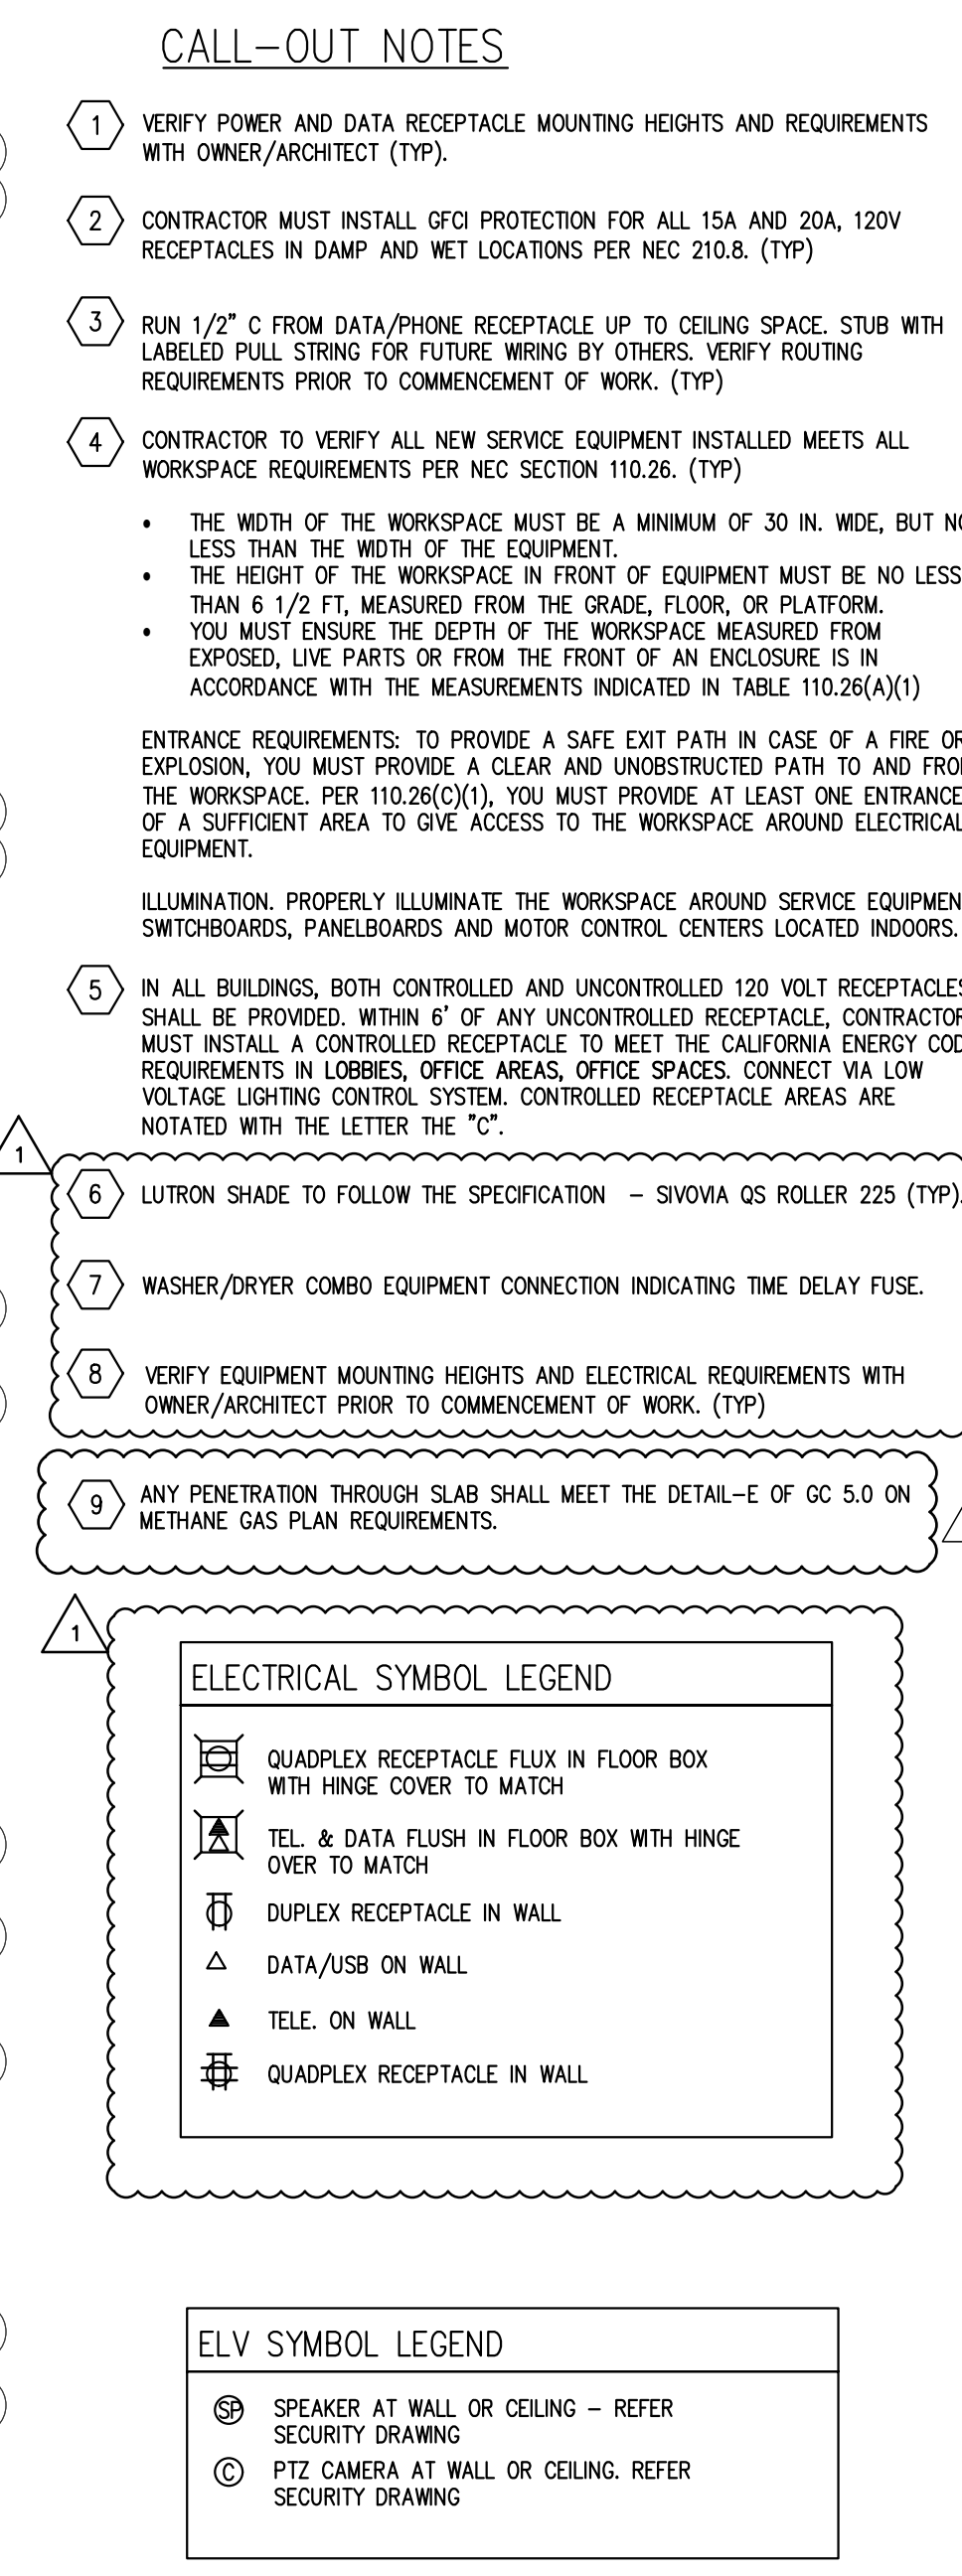 CALL-OUT NOTES
1 VERIFY POWER AND DATA RECEPTACLE MOUNTING HEIGHTS AND REQUIREMENTS
WITH OWNER/ARCHITECT (TYP).
2 CONTRACTOR MUST INSTALL GFCI PROTECTION FOR ALL 15A AND 20A, 120V
RECEPTACLES IN DAMP AND WET LOCATIONS PER NEC 210.8. (TYP)
3 RUN 1/2" C FROM DATA/PHONE RECEPTACLE UP TO CEILING SPACE. STUB WITH
LABELED PULL STRING FOR FUTURE WIRING BY OTHERS. VERIFY ROUTING
REQUIREMENTS PRIOR TO COMMENCEMENT OF WORK. (TYP)
4 CONTRACTOR TO VERIFY ALL NEW SERVICE EQUIPMENT INSTALLED MEETS ALL
WORKSPACE REQUIREMENTS PER NEC SECTION 110.26. (TYP)
• THE WIDTH OF THE WORKSPACE MUST BE A MINIMUM OF 30 IN. WIDE, BUT NO
LESS THAN THE WIDTH OF THE EQUIPMENT.
• THE HEIGHT OF THE WORKSPACE IN FRONT OF EQUIPMENT MUST BE NO LESS
THAN 6 1/2 FT, MEASURED FROM THE GRADE, FLOOR, OR PLATFORM.
• YOU MUST ENSURE THE DEPTH OF THE WORKSPACE MEASURED FROM
EXPOSED, LIVE PARTS OR FROM THE FRONT OF AN ENCLOSURE IS IN
ACCORDANCE WITH THE MEASUREMENTS INDICATED IN TABLE 110.26(A)(1)
ENTRANCE REQUIREMENTS: TO PROVIDE A SAFE EXIT PATH IN CASE OF A FIRE OR
EXPLOSION, YOU MUST PROVIDE A CLEAR AND UNOBSTRUCTED PATH TO AND FROM
THE WORKSPACE. PER 110.26(C)(1), YOU MUST PROVIDE AT LEAST ONE ENTRANCE
OF A SUFFICIENT AREA TO GIVE ACCESS TO THE WORKSPACE AROUND ELECTRICAL
EQUIPMENT.
ILLUMINATION. PROPERLY ILLUMINATE THE WORKSPACE AROUND SERVICE EQUIPMEN
SWITCHBOARDS, PANELBOARDS AND MOTOR CONTROL CENTERS LOCATED INDOORS.
5 IN ALL BUILDINGS, BOTH CONTROLLED AND UNCONTROLLED 120 VOLT RECEPTACLES
SHALL BE PROVIDED. WITHIN 6' OF ANY UNCONTROLLED RECEPTACLE, CONTRACTOR
MUST INSTALL A CONTROLLED RECEPTACLE TO MEET THE CALIFORNIA ENERGY COD
REQUIREMENTS IN LOBBIES, OFFICE AREAS, OFFICE SPACES. CONNECT VIA LOW
VOLTAGE LIGHTING CONTROL SYSTEM. CONTROLLED RECEPTACLE AREAS ARE
NOTATED WITH THE LETTER THE "C".
1
6 LUTRON SHADE TO FOLLOW THE SPECIFICATION – SIVOVIA QS ROLLER 225 (TYP).
7 WASHER/DRYER COMBO EQUIPMENT CONNECTION INDICATING TIME DELAY FUSE.
8 VERIFY EQUIPMENT MOUNTING HEIGHTS AND ELECTRICAL REQUIREMENTS WITH
OWNER/ARCHITECT PRIOR TO COMMENCEMENT OF WORK. (TYP)
9 ANY PENETRATION THROUGH SLAB SHALL MEET THE DETAIL-E OF GC 5.0 ON
METHANE GAS PLAN REQUIREMENTS.
1
ELECTRICAL SYMBOL LEGEND
QUADPLEX RECEPTACLE FLUX IN FLOOR BOX
WITH HINGE COVER TO MATCH
TEL. & DATA FLUSH IN FLOOR BOX WITH HINGE
OVER TO MATCH
DUPLEX RECEPTACLE IN WALL
DATA/USB ON WALL
TELE. ON WALL
QUADPLEX RECEPTACLE IN WALL
ELV SYMBOL LEGEND
SP SPEAKER AT WALL OR CEILING – REFER
SECURITY DRAWING
C PTZ CAMERA AT WALL OR CEILING. REFER
SECURITY DRAWING